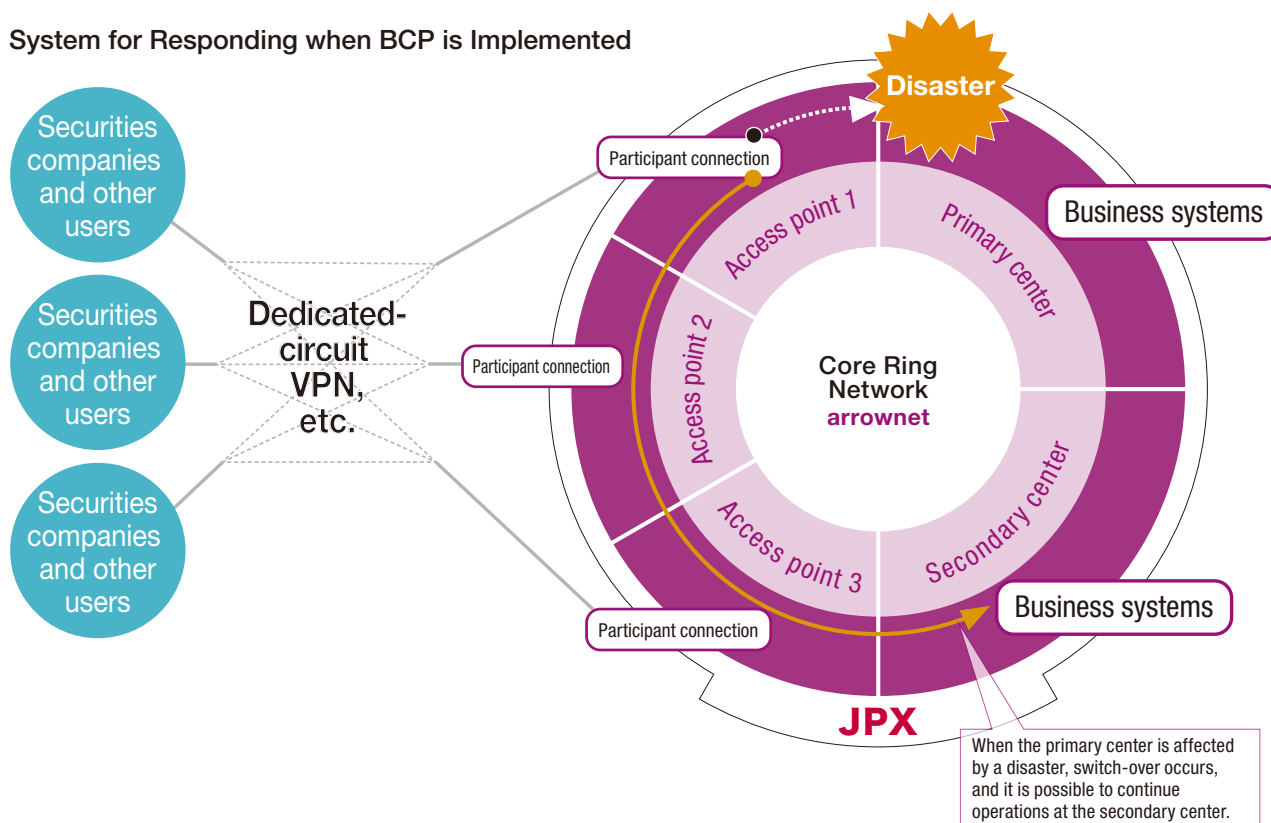 System for Responding when BCP is Implemented
Securities
companies
and other
users
Securities
companies
and other
users
Securities
companies
and other
users
Dedicated-
circuit
VPN,
etc.
Participant connection
Participant connection
Participant connection
Disaster
Access point 1
Access point 2
Access point 3
Primary center
Secondary center
Business systems
Business systems
Core Ring
Network
arrownet
JPX
When the primary center is affected
by a disaster, switch-over occurs,
and it is possible to continue
operations at the secondary center.